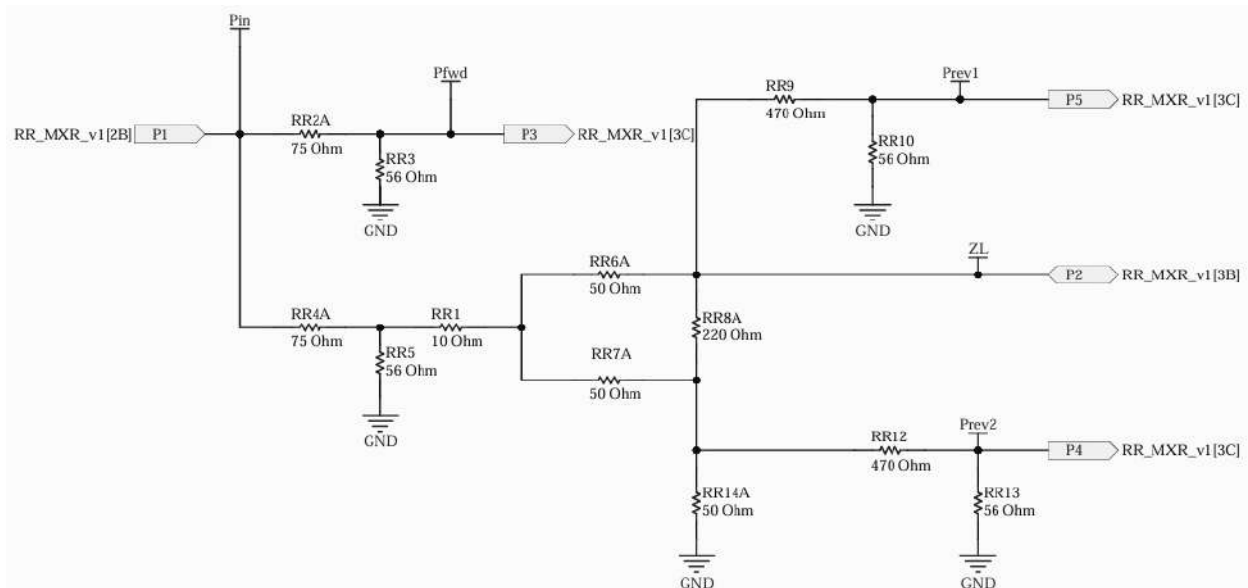 Pin
Pfwd
RR_MXR_v1[2B] P1
RR2A
75 Ohm
RR3
56 Ohm
GND
P3 RR_MXR_v1[3C]
RR9
470 Ohm
Prev1
RR10
56 Ohm
GND
P5 RR_MXR_v1[3C]
RR4A
75 Ohm
RR5
56 Ohm
GND
RR1
10 Ohm
RR6A
50 Ohm
RR7A
50 Ohm
RR8A
220 Ohm
ZL
P2 RR_MXR_v1[3B]
RR12
470 Ohm
Prev2
P4 RR_MXR_v1[3C]
RR14A
50 Ohm
GND
RR13
56 Ohm
GND